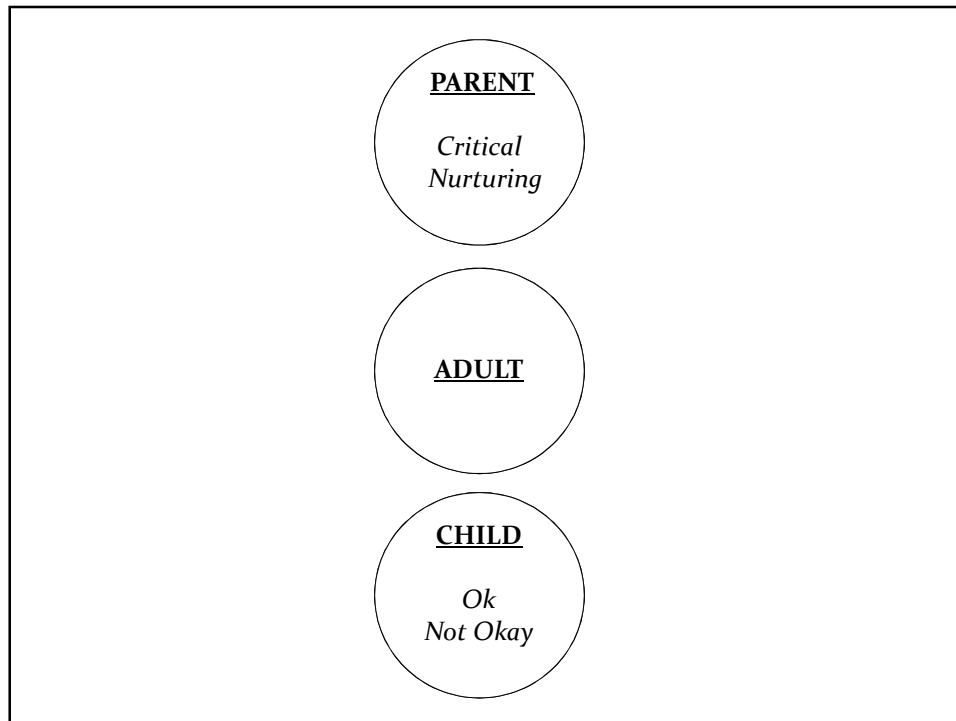 PARENT
Critical
Nurturing
ADULT
CHILD
Ok
Not Okay